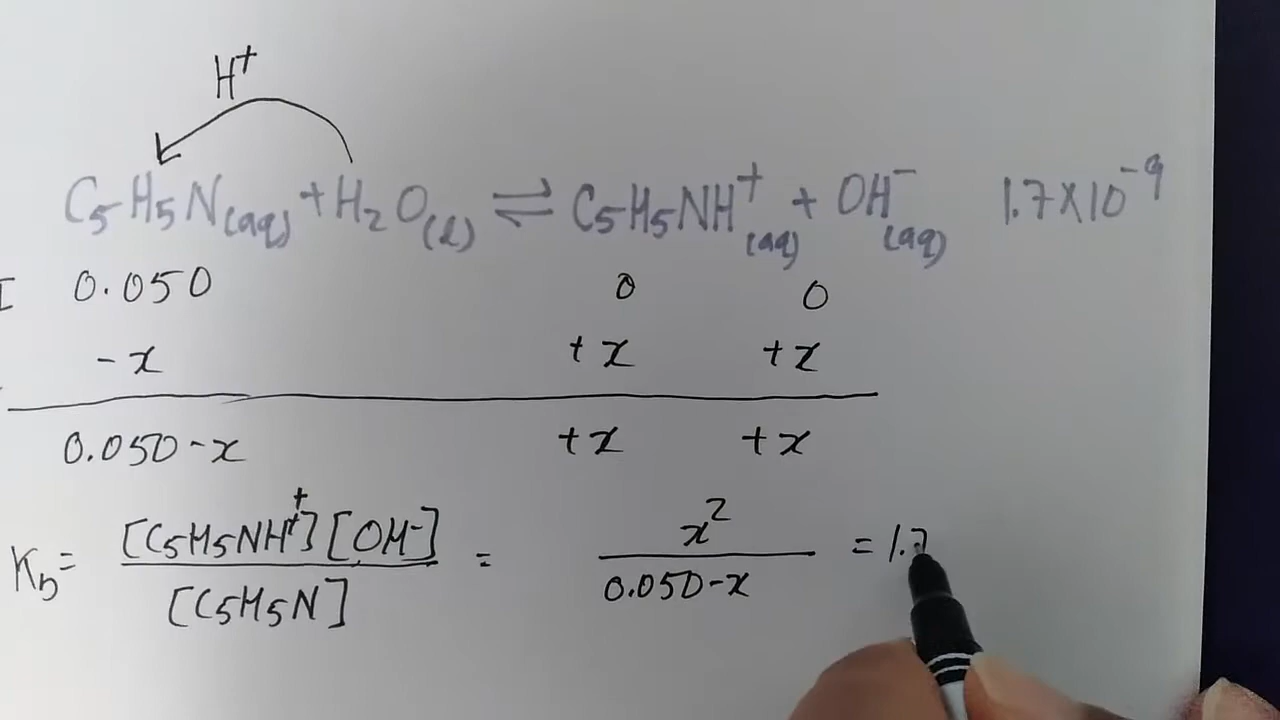 H⁺
C₅H₅N(aq) + H₂O(l) ⇌ C₅H₅NH⁺(aq) + OH⁻(aq) 1.7×10⁻⁹
I 0.050 0 0
-x +x +x
0.050-x +x +x
Kb = [C₅H₅NH⁺][OH⁻] / [C₅H₅N] = x² / 0.050-x = 1.7